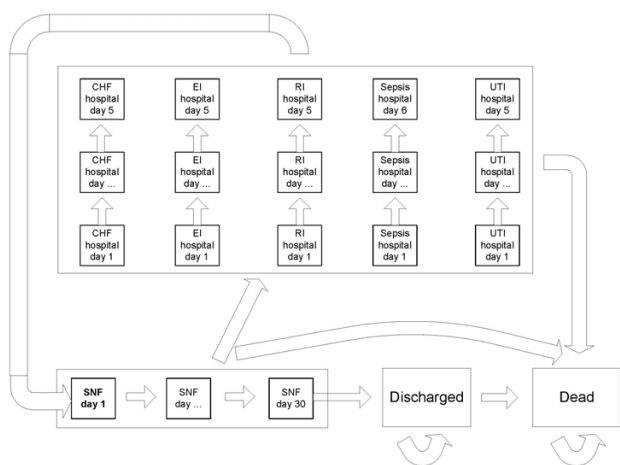 CHF
hospital
day 5
EI
hospital
day 5
RI
hospital
day 5
Sepsis
hospital
day 6
UTI
hospital
day 5
CHF
hospital
day ...
EI
hospital
day ...
RI
hospital
day ...
Sepsis
hospital
day ...
UTI
hospital
day ...
CHF
hospital
day 1
EI
hospital
day 1
RI
hospital
day 1
Sepsis
hospital
day 1
UTI
hospital
day 1
SNF
day 1
SNF
day ...
SNF
day 30
Discharged
Dead